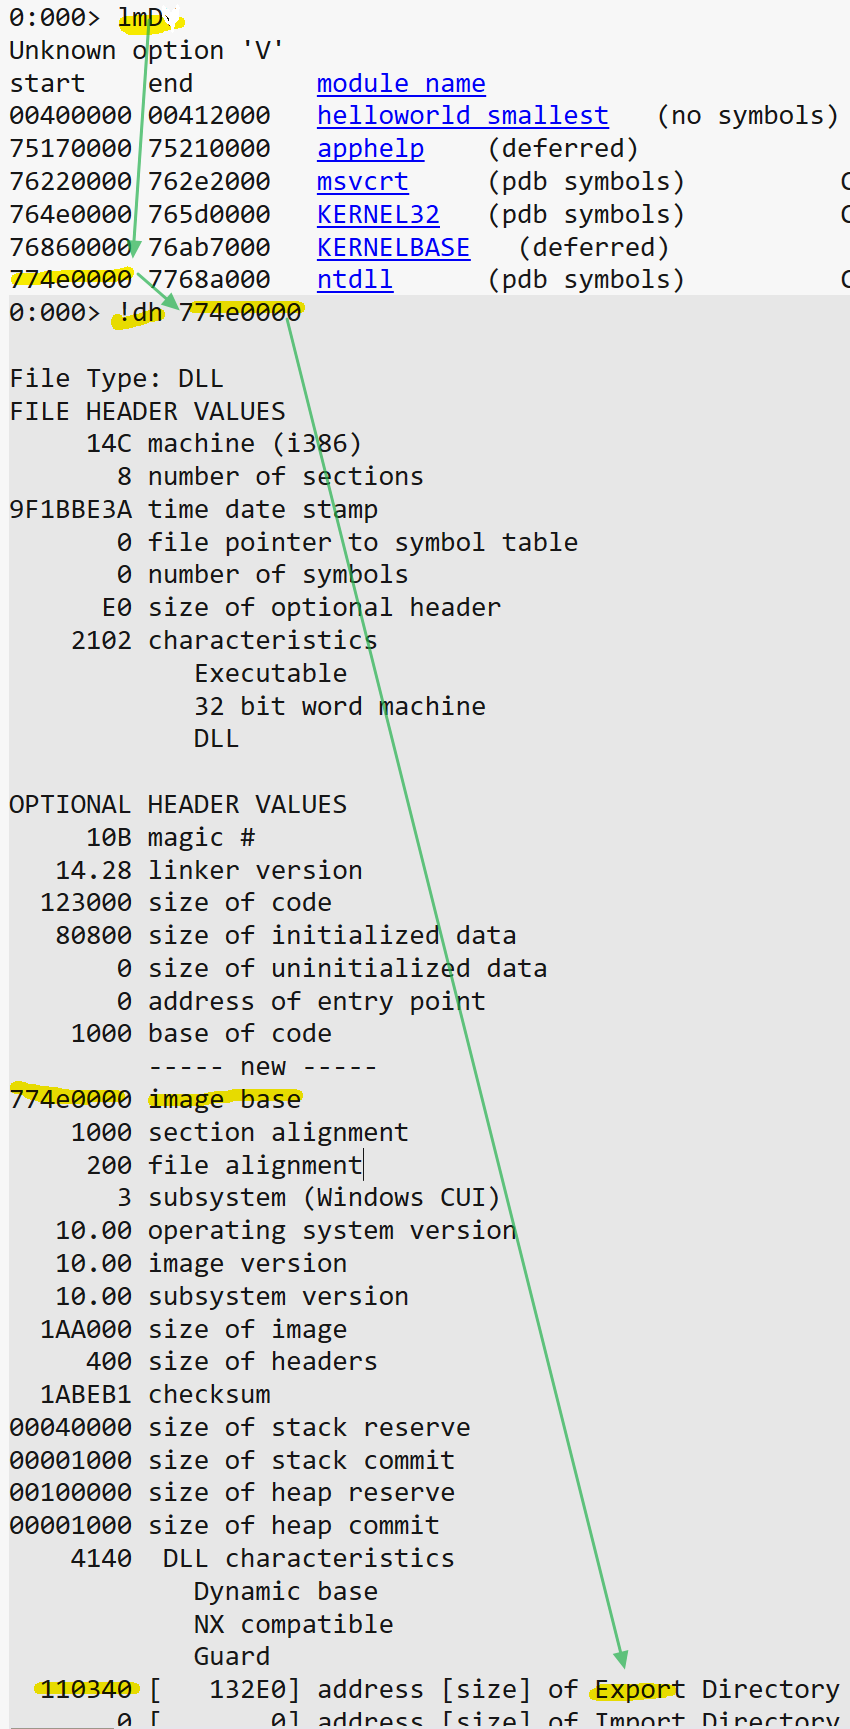 0:000> lmD
Unknown option 'V'
start    end        module name
00400000 00412000   helloworld_smallest   (no symbols)
75170000 75210000   apphelp    (deferred)
76220000 762e2000   msvcrt     (pdb symbols)          C
764e0000 765d0000   KERNEL32   (pdb symbols)          C
76860000 76ab7000   KERNELBASE   (deferred)
774e0000 7768a000   ntdll      (pdb symbols)          C
0:000> !dh 774e0000
File Type: DLL
FILE HEADER VALUES
     14C machine (i386)
       8 number of sections
9F1BBE3A time date stamp
       0 file pointer to symbol table
       0 number of symbols
      E0 size of optional header
    2102 characteristics
            Executable
            32 bit word machine
            DLL
OPTIONAL HEADER VALUES
     10B magic #
   14.28 linker version
  123000 size of code
   80800 size of initialized data
       0 size of uninitialized data
       0 address of entry point
    1000 base of code
         ----- new -----
774e0000 image base
    1000 section alignment
     200 file alignment
       3 subsystem (Windows CUI)
   10.00 operating system version
   10.00 image version
   10.00 subsystem version
  1AA000 size of image
     400 size of headers
  1ABEB1 checksum
00040000 size of stack reserve
00001000 size of stack commit
00100000 size of heap reserve
00001000 size of heap commit
    4140  DLL characteristics
            Dynamic base
            NX compatible
            Guard
  110340 [   132E0] address [size] of Export Directory
       0 [       0] address [size] of Import Directory